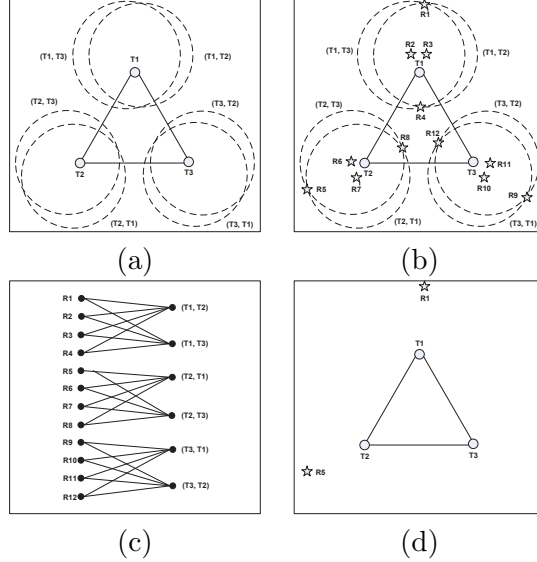 (T1, T3)
(T1, T2)
T1
(T2, T3)
(T3, T2)
T2
T3
(T2, T1)
(T3, T1)
(a)
R1
(T1, T3)
R2
R3
(T1, T2)
T1
(T2, T3)
(T3, T2)
R4
R12
R8
R6
T2
T3
R11
R7
R10
R5
R9
(T2, T1)
(T3, T1)
(b)
R1
(T1, T2)
R2
R3
(T1, T3)
R4
R5
(T2, T1)
R6
R7
(T2, T3)
R8
R9
(T3, T1)
R10
R11
(T3, T2)
R12
(c)
R1
T1
T2
T3
R5
(d)